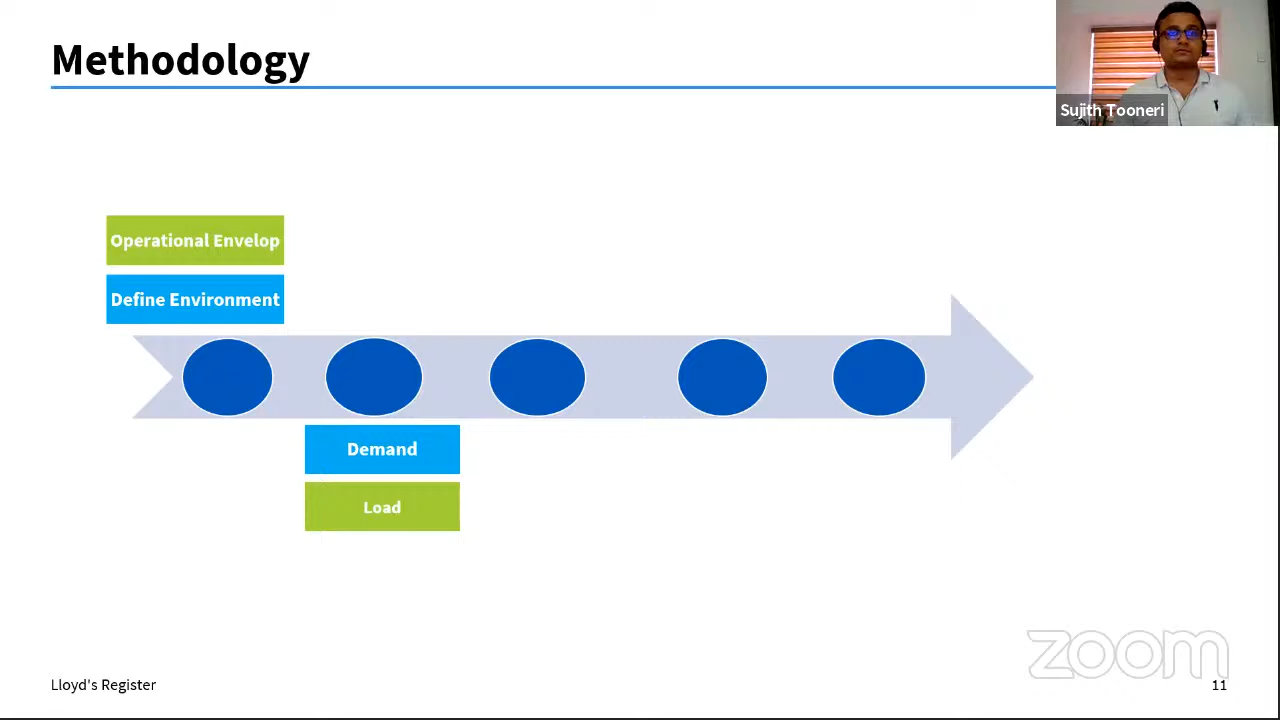 Methodology
Sujith Tooneri
Operational Envelop
Define Environment
Demand
Load
zoom
Lloyd's Register
11